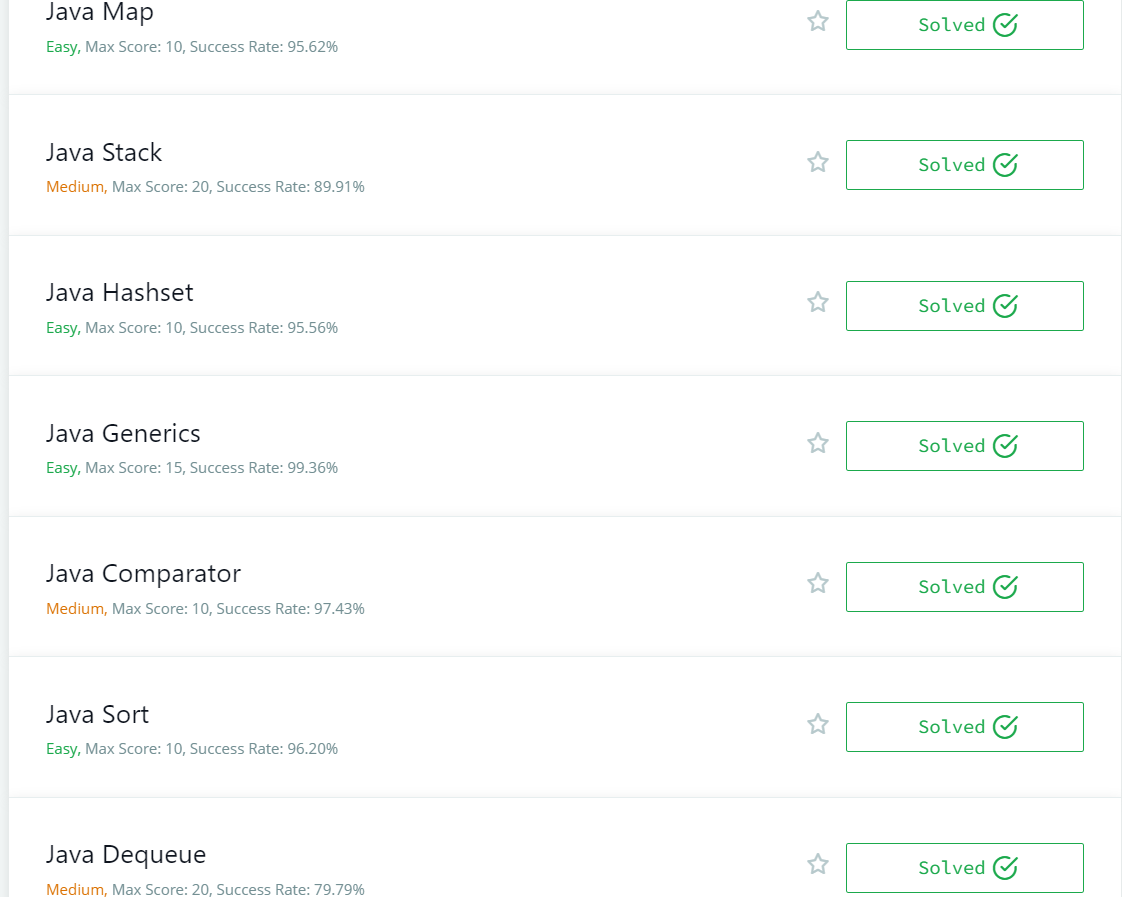 Java Map
Easy, Max Score: 10, Success Rate: 95.62%
Solved
Java Stack
Medium, Max Score: 20, Success Rate: 89.91%
Solved
Java Hashset
Easy, Max Score: 10, Success Rate: 95.56%
Solved
Java Generics
Easy, Max Score: 15, Success Rate: 99.36%
Solved
Java Comparator
Medium, Max Score: 10, Success Rate: 97.43%
Solved
Java Sort
Easy, Max Score: 10, Success Rate: 96.20%
Solved
Java Dequeue
Medium, Max Score: 20, Success Rate: 79.79%
Solved